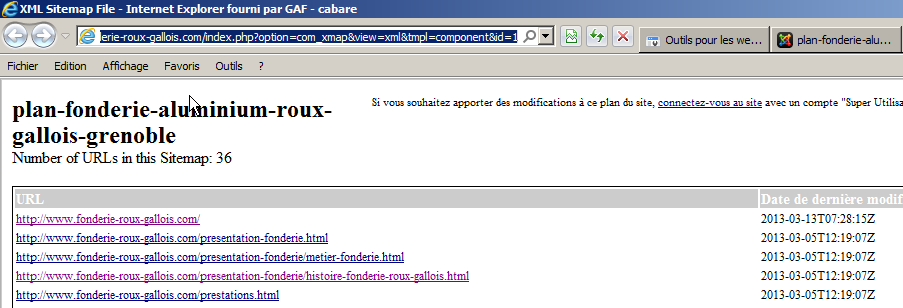 XML Sitemap File - Internet Explorer fourni par GAF - cabare
erie-roux-gallois.com/index.php?option=com_xmap&view=xml&tmpl=component&id=1
Outils pour les we...
plan-fonderie-alu...
Fichier Edition Affichage Favoris Outils ?
plan-fonderie-aluminium-roux-
gallois-grenoble
Si vous souhaitez apporter des modifications à ce plan du site, connectez-vous au site avec un compte "Super Utilisa
Number of URLs in this Sitemap: 36
URL Date de dernière modif
http://www.fonderie-roux-gallois.com/ 2013-03-13T07:28:15Z
http://www.fonderie-roux-gallois.com/presentation-fonderie.html 2013-03-05T12:19:07Z
http://www.fonderie-roux-gallois.com/presentation-fonderie/metier-fonderie.html 2013-03-05T12:19:07Z
http://www.fonderie-roux-gallois.com/presentation-fonderie/histoire-fonderie-roux-gallois.html 2013-03-05T12:19:07Z
http://www.fonderie-roux-gallois.com/prestations.html 2013-03-05T12:19:07Z